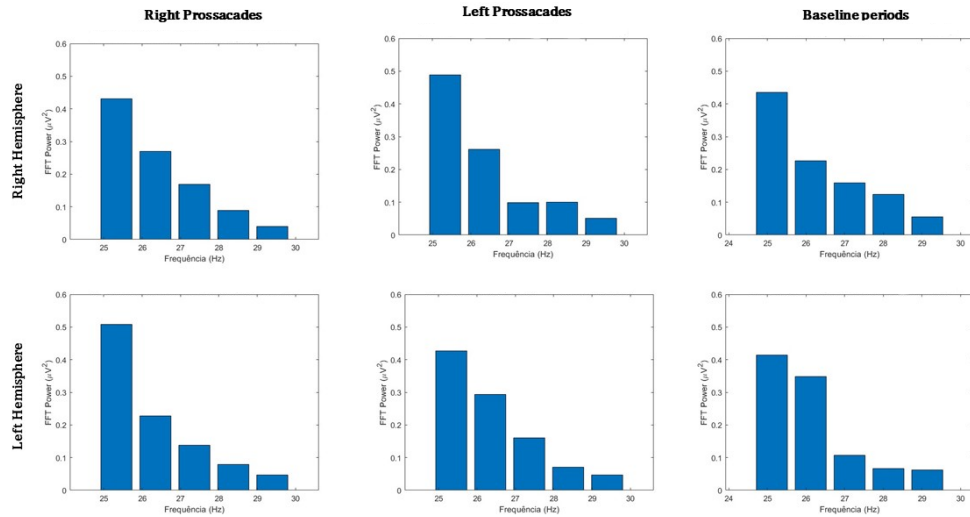 Right Prossacades
Left Prossacades
Baseline periods
Right Hemisphere
0.6
0.5
0.4
0.3
0.2
0.1
0
FFT Power (μV²)
25 26 27 28 29 30
Frequência (Hz)
0.6
0.5
0.4
0.3
0.2
0.1
0
FFT Power (μV²)
25 26 27 28 29 30
Frequência (Hz)
0.6
0.5
0.4
0.3
0.2
0.1
0
FFT Power (μV²)
24 25 26 27 28 29 30
Frequência (Hz)
Left Hemisphere
0.6
0.5
0.4
0.3
0.2
0.1
0
FFT Power (μV²)
25 26 27 28 29 30
Frequência (Hz)
0.6
0.5
0.4
0.3
0.2
0.1
0
FFT Power (μV²)
25 26 27 28 29 30
Frequência (Hz)
0.6
0.5
0.4
0.3
0.2
0.1
0
FFT Power (μV²)
24 25 26 27 28 29 30
Frequência (Hz)